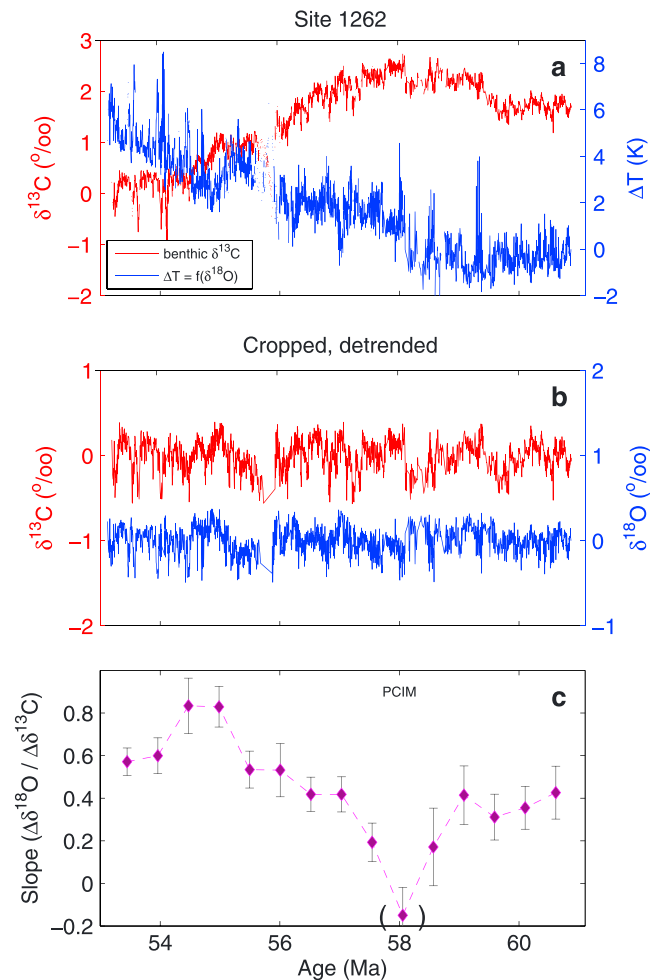 Site 1262
a
3
2
1
0
−1
−2
δ13C (o/oo)
8
6
4
2
0
−2
ΔT (K)
benthic δ13C
ΔT = f(δ18O)
Cropped, detrended
b
1
0
−1
−2
δ13C (o/oo)
2
1
0
−1
δ18O (o/oo)
PCIM
c
0.8
0.6
0.4
0.2
0
−0.2
Slope (Δδ18O / Δδ13C)
( )
54
56
58
60
Age (Ma)